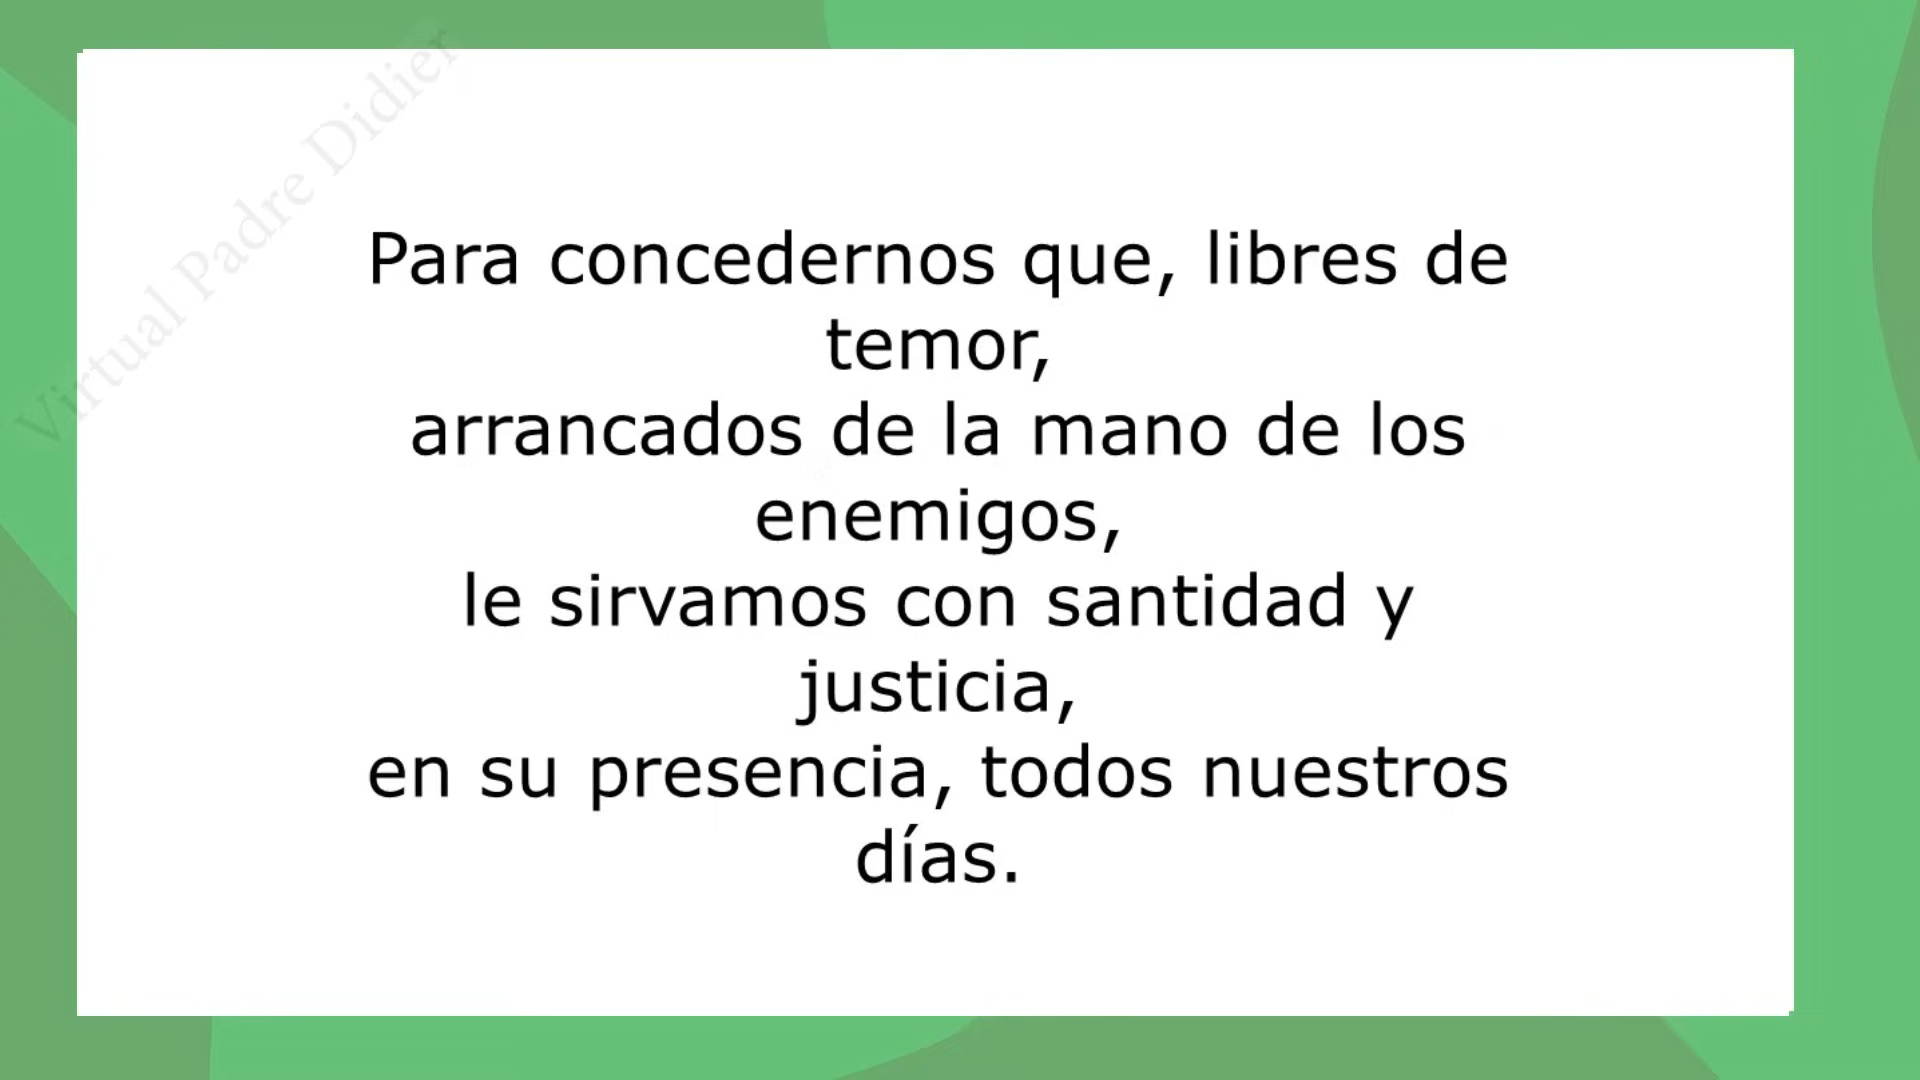 Virtual Padre Didier
Para concedernos que, libres de
temor,
arrancados de la mano de los
enemigos,
le sirvamos con santidad y
justicia,
en su presencia, todos nuestros
días.